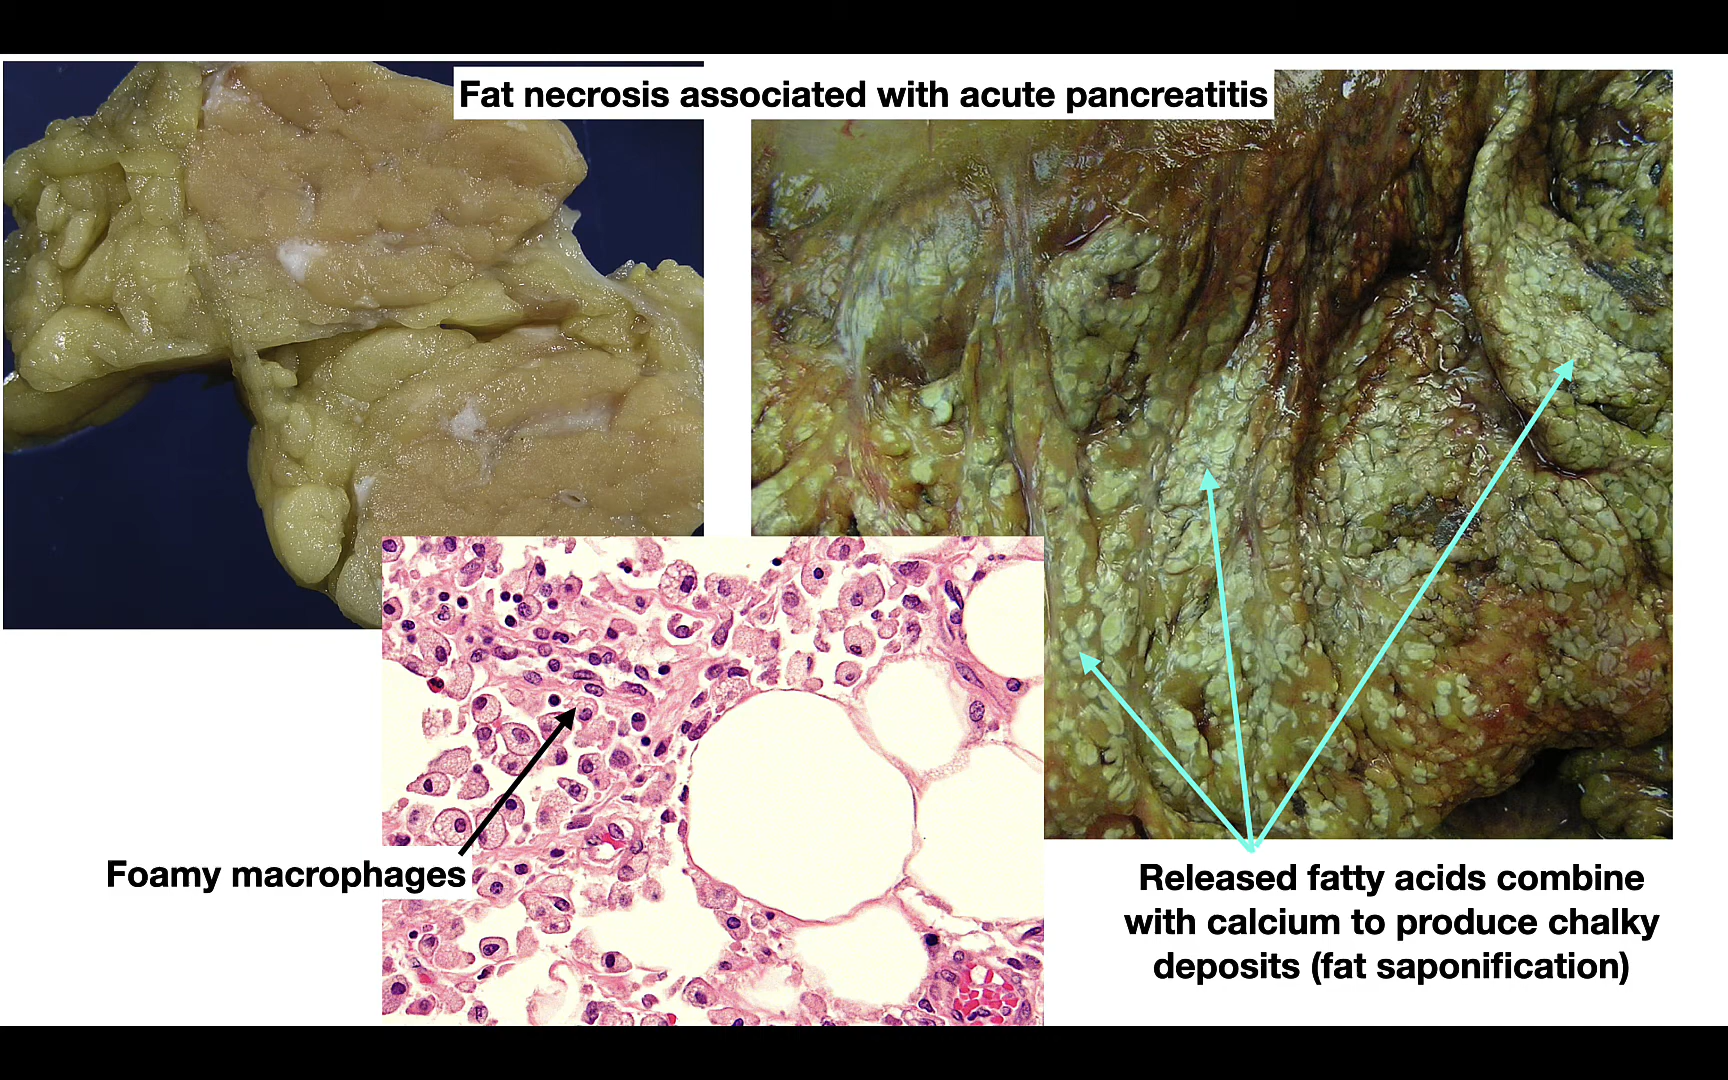 Fat necrosis associated with acute pancreatitis
Foamy macrophages
Released fatty acids combine
with calcium to produce chalky
deposits (fat saponification)